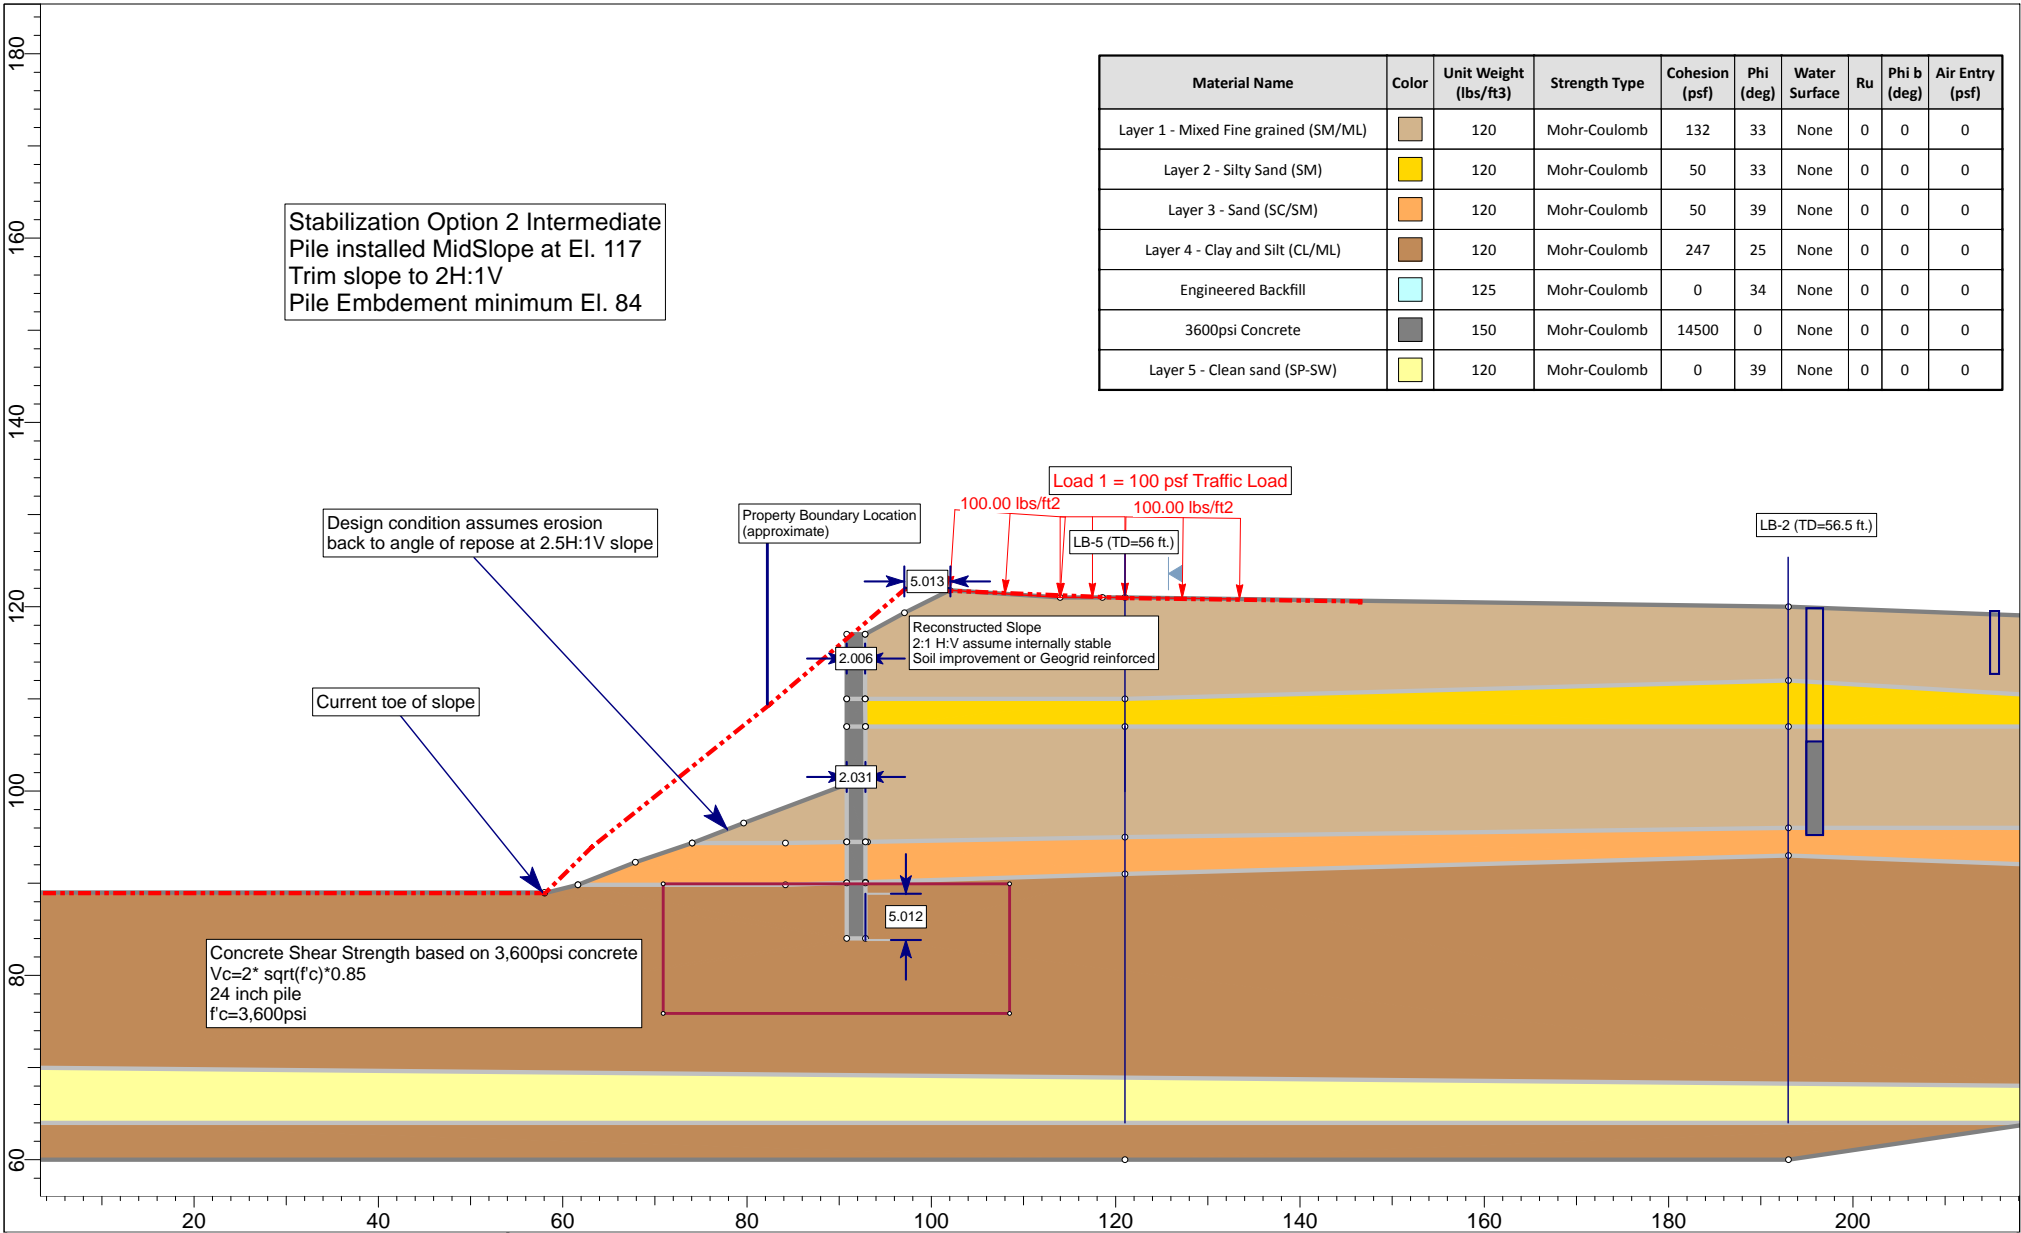 180
160
140
120
100
80
60
Stabilization Option 2 Intermediate
Pile installed MidSlope at El. 117
Trim slope to 2H:1V
Pile Embdement minimum El. 84
Material Name Color Unit Weight (lbs/ft3) Strength Type Cohesion (psf) Phi (deg) Water Surface Ru Phi b (deg) Air Entry (psf)
Layer 1 - Mixed Fine grained (SM/ML) 120 Mohr-Coulomb 132 33 None 0 0 0
Layer 2 - Silty Sand (SM) 120 Mohr-Coulomb 50 33 None 0 0 0
Layer 3 - Sand (SC/SM) 120 Mohr-Coulomb 50 39 None 0 0 0
Layer 4 - Clay and Silt (CL/ML) 120 Mohr-Coulomb 247 25 None 0 0 0
Engineered Backfill 125 Mohr-Coulomb 0 34 None 0 0 0
3600psi Concrete 150 Mohr-Coulomb 14500 0 None 0 0 0
Layer 5 - Clean sand (SP-SW) 120 Mohr-Coulomb 0 39 None 0 0 0
Load 1 = 100 psf Traffic Load
100.00 lbs/ft2
100.00 lbs/ft2
Design condition assumes erosion
back to angle of repose at 2.5H:1V slope
Property Boundary Location
(approximate)
LB-5 (TD=56 ft.)
LB-2 (TD=56.5 ft.)
5.013
Reconstructed Slope
2:1 H:V assume internally stable
Soil improvement or Geogrid reinforced
2.006
Current toe of slope
2.031
5.012
Concrete Shear Strength based on 3,600psi concrete
Vc=2* sqrt(f'c)*0.85
24 inch pile
f'c=3,600psi
20 40 60 80 100 120 140 160 180 200